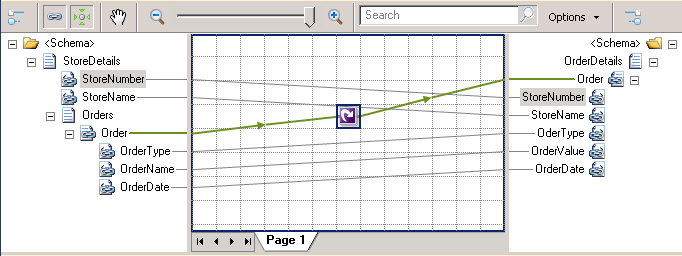 Search
Options
<Schema>
StoreDetails
StoreNumber
StoreName
Orders
Order
OrderType
OrderName
OrderDate
<Schema>
OrderDetails
Order
StoreNumber
StoreName
OderType
OrderValue
OrderDate
Page 1